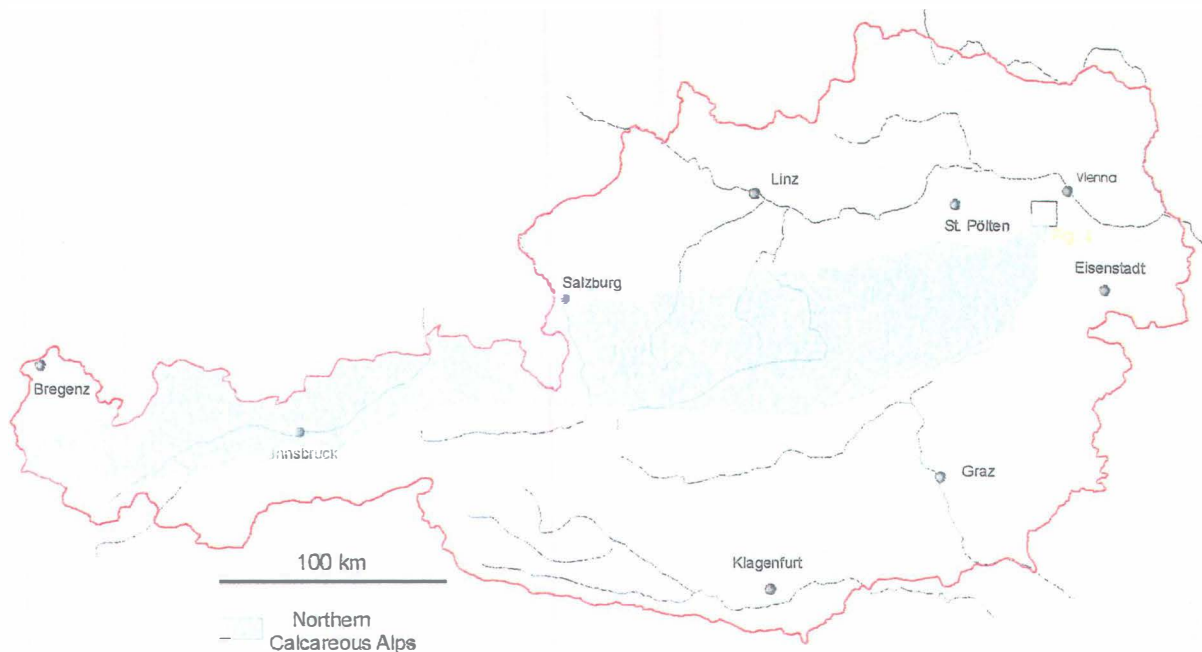 Linz
Vienna
St. Pölten
Eisenstadt
Salzburg
Bregenz
Innsbruck
Graz
100 km
Klagenfurt
Northern
Calcareous Alps